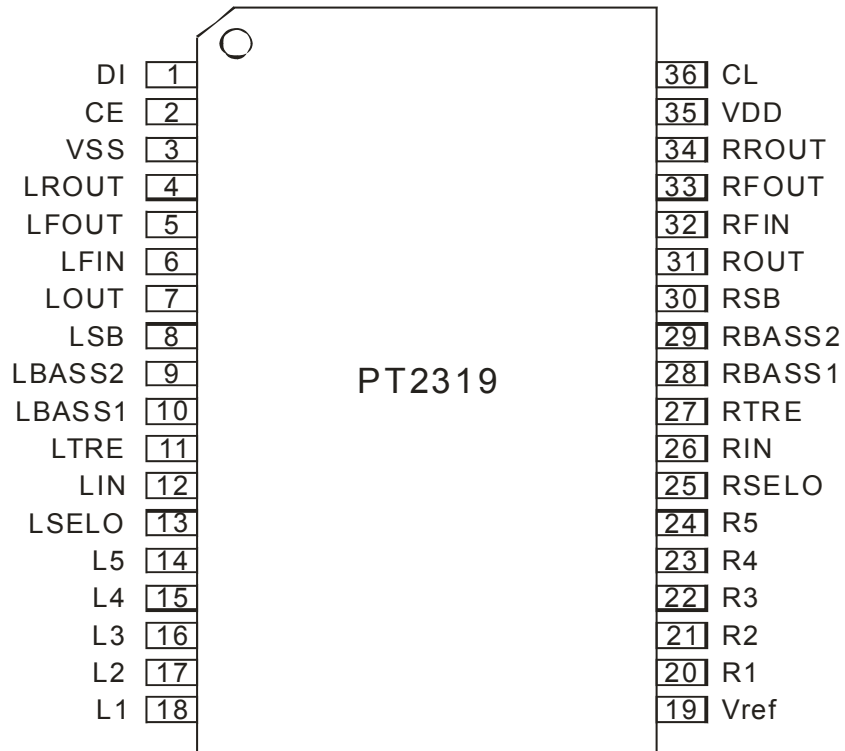 DI 1 36 CL
CE 2 35 VDD
VSS 3 34 RROUT
LROUT 4 33 RFOUT
LFOUT 5 32 RFIN
LFIN 6 31 ROUT
LOUT 7 30 RSB
LSB 8 29 RBASS2
LBASS2 9 28 RBASS1
PT2319
LBASS1 10 27 RTRE
LTRE 11 26 RIN
LIN 12 25 RSELO
LSELO 13 24 R5
L5 14 23 R4
L4 15 22 R3
L3 16 21 R2
L2 17 20 R1
L1 18 19 Vref